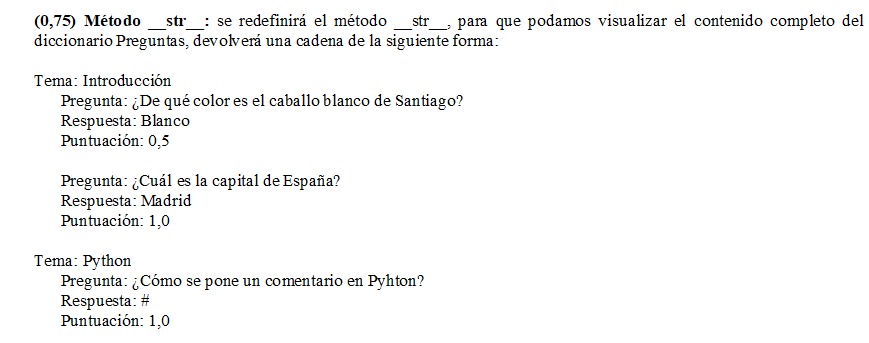 (0,75) Método __str__: se redefinirá el método __str__, para que podamos visualizar el contenido completo del
diccionario Preguntas, devolverá una cadena de la siguiente forma:
Tema: Introducción
Pregunta: ¿De qué color es el caballo blanco de Santiago?
Respuesta: Blanco
Puntuación: 0,5
Pregunta: ¿Cuál es la capital de España?
Respuesta: Madrid
Puntuación: 1,0
Tema: Python
Pregunta: ¿Cómo se pone un comentario en Pyhton?
Respuesta: #
Puntuación: 1,0